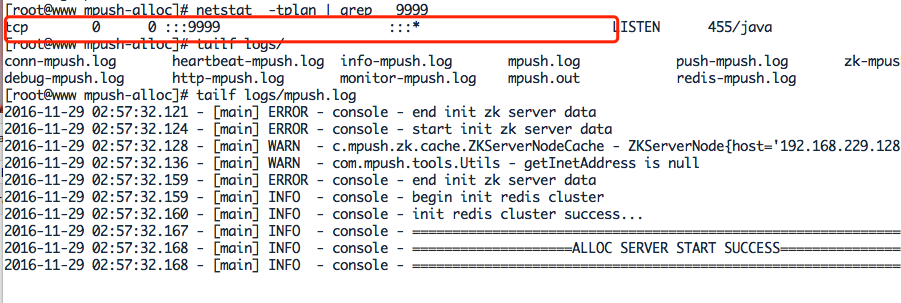 [root@www mpush-alloc]# netstat -tplan | grep 9999
tcp 0 0 :::9999 :::* LISTEN 455/java
[root@www mpush-alloc]# tailf logs/
conn-mpush.log heartbeat-mpush.log info-mpush.log mpush.log push-mpush.log zk-mpus
debug-mpush.log http-mpush.log monitor-mpush.log mpush.out redis-mpush.log
[root@www mpush-alloc]# tailf logs/mpush.log
2016-11-29 02:57:32.121 - [main] ERROR - console - end init zk server data
2016-11-29 02:57:32.124 - [main] ERROR - console - start init zk server data
2016-11-29 02:57:32.128 - [main] WARN - c.mpush.zk.cache.ZKServerNodeCache - ZKServerNode{host='192.168.229.128
2016-11-29 02:57:32.136 - [main] WARN - com.mpush.tools.Utils - getInetAddress is null
2016-11-29 02:57:32.159 - [main] ERROR - console - end init zk server data
2016-11-29 02:57:32.159 - [main] INFO - console - begin init redis cluster
2016-11-29 02:57:32.160 - [main] INFO - console - init redis cluster success...
2016-11-29 02:57:32.167 - [main] INFO - console - =============================================================
2016-11-29 02:57:32.168 - [main] INFO - console - ====================ALLOC SERVER START SUCCESS===============
2016-11-29 02:57:32.168 - [main] INFO - console - =============================================================